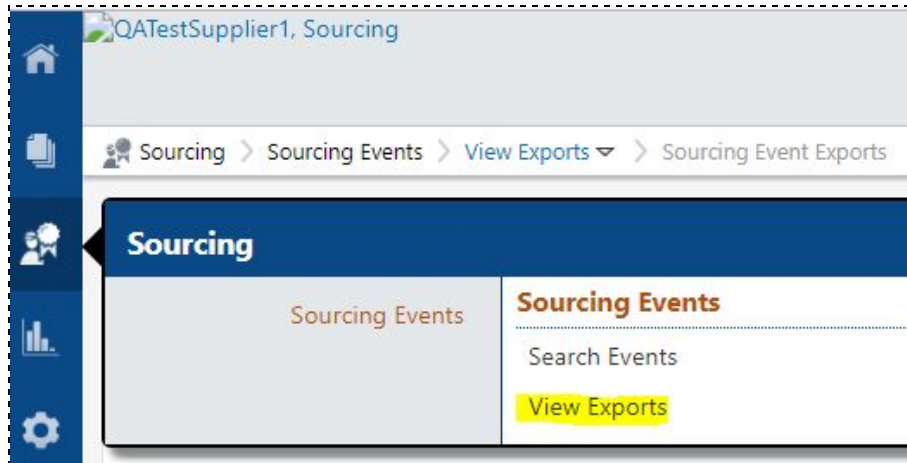 QATestSupplier1, Sourcing
Sourcing > Sourcing Events > View Exports > Sourcing Event Exports
Sourcing
Sourcing Events
Sourcing Events
Search Events
View Exports